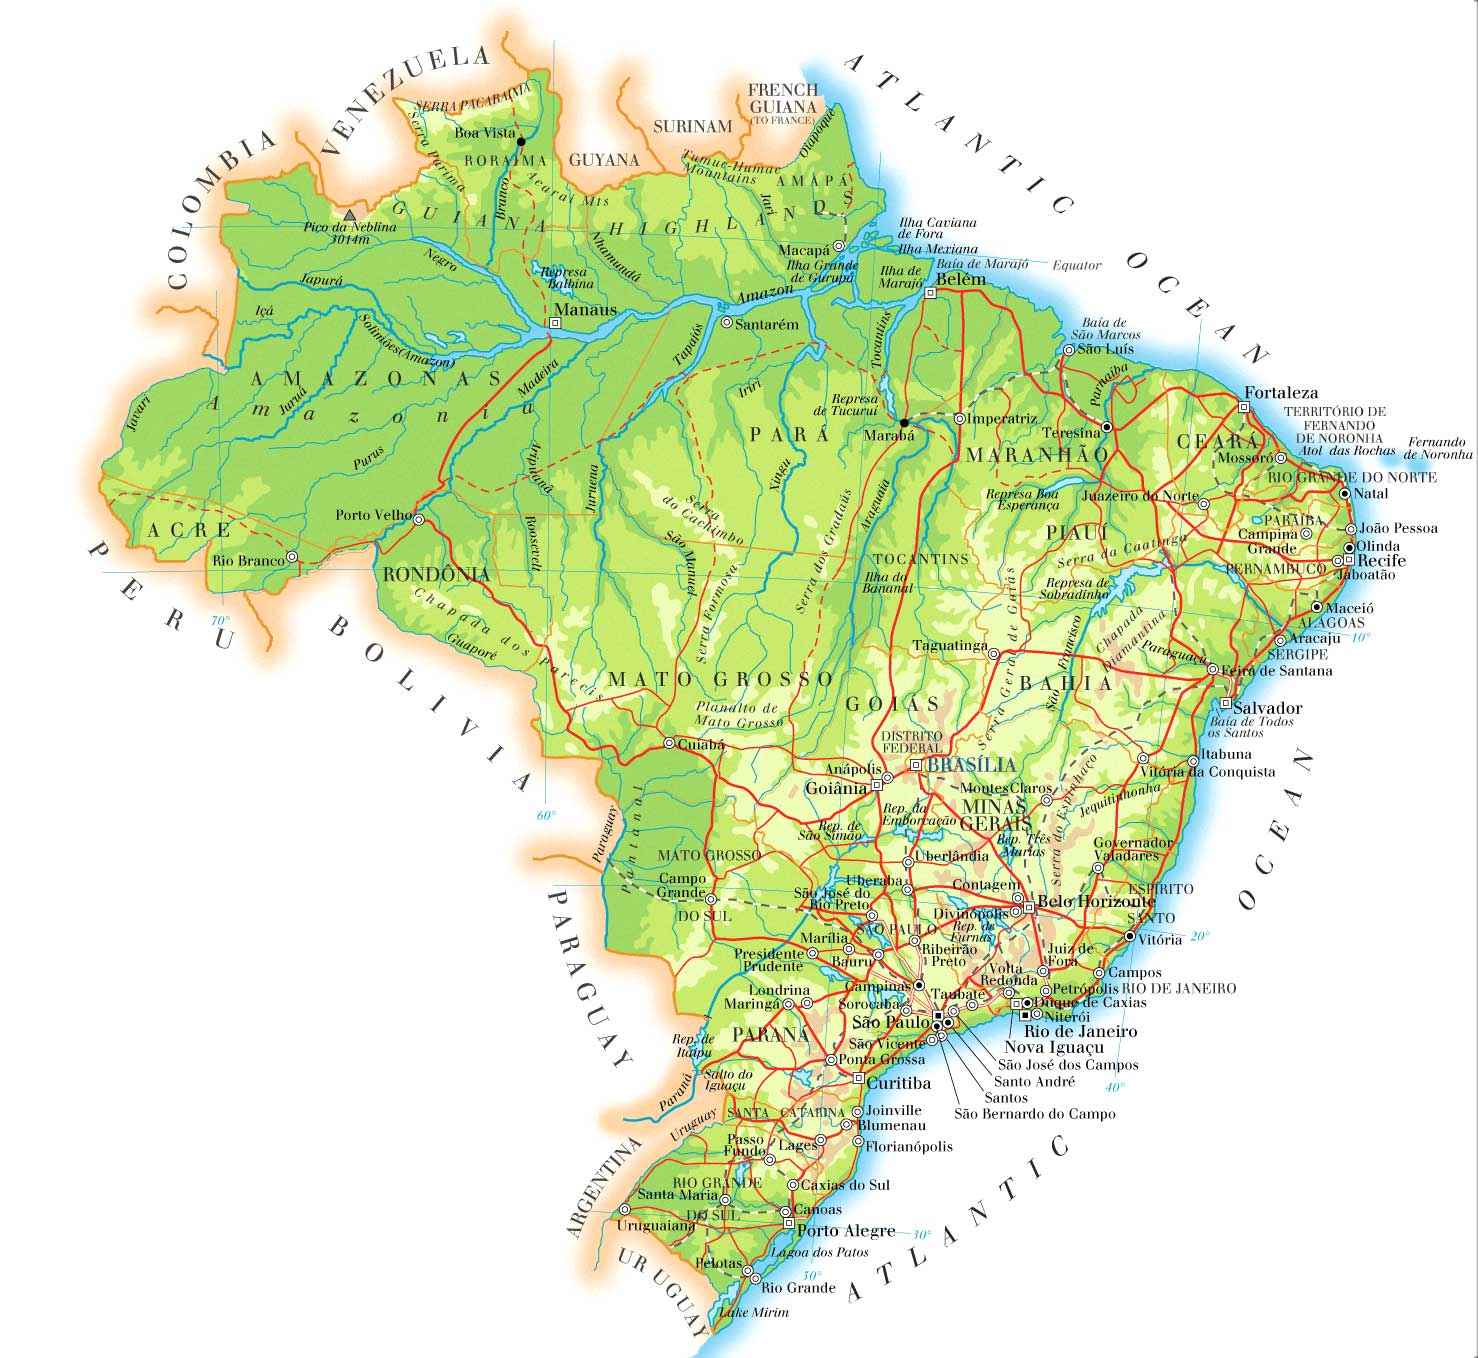 VENEZUELA
COLOMBIA
SERRA PACARAIMA
Serra Parima
Boa Vista
RORAIMA
GUYANA
SURINAM
FRENCH
GUIANA
(TO FRANCE)
Oiapoque
Tumuc-Humac
Mountains
AMAPÁ
Jari
Branco
Acarai Mts
GUIANA HIGHLANDS
Pico da Neblina
3014m
ATLANTIC OCEAN
Negro
Nhamundá
Macapá
Ilha Caviana
de Fora
Ilha Mexiana
Baía de Marajó
Equator
Ilha Grande
de Gurupá
Ilha de
Marajó
Belém
Japurá
Represa
Balbina
Içá
Manaus
Amazon
Santarém
Solimões(Amazon)
Tapajós
Tocantins
Baía de
São Marcos
São Luís
AMAZONAS
Amazonia
Javari
Juruá
Madeira
Iriri
Represa
de Tucuruí
Parnaíba
Fortaleza
Marabá
Imperatriz
Teresina
CEARÁ
TERRITÓRIO DE
FERNANDO
DE NORONHA
Atol das Rochas
Fernando
de Noronha
PARÁ
MARANHÃO
Mossoró
RIO GRANDE DO NORTE
Natal
Purus
Aripuanã
Juruena
Xingu
Serra
do Cachimbo
Serra dos Gradaús
Araguaia
Represa Boa
Esperança
Juazeiro do Norte
ACRE
Porto Velho
Rio Branco
Roosevelt
São Manuel
PIAUÍ
PARAÍBA
Campina
Grande
João Pessoa
Olinda
Recife
Jaboatão
PERNAMBUCO
Serra da Caatinga
TOCANTINS
PERU
70°
RONDÔNIA
Chapada dos Parecis
Guaporé
Serra Formosa
Ilha do
Bananal
Represa de
Sobradinho
Maceió
ALAGOAS
Aracaju
10°
SERGIPE
BOLIVIA
Serra Geral de Goiás
São Francisco
Chapada
Diamantina
Paraguaçu
Taguatinga
Feira de Santana
MATO GROSSO
Planalto de
Mato Grosso
GOIÁS
BAHIA
Salvador
Baía de Todos
os Santos
Cuiabá
DISTRITO
FEDERAL
BRASÍLIA
Anápolis
Goiânia
Itabuna
Vitória da Conquista
60°
Paraguay
Pantanal
Rep. da
Emborcação
Montes Claros
MINAS
GERAIS
Serra do Espinhaço
Jequitinhonha
Rep. de
São Simão
Rep. Três
Marias
Governador
Valadares
MATO GROSSO
DO SUL
Campo
Grande
Uberlândia
Uberaba
Contagem
Belo Horizonte
ESPÍRITO
SANTO
São José do
Rio Preto
Divinópolis
Rep. de
Furnas
Vitória
20°
OCEAN
PARAGUAY
Marília
SÃO PAULO
Ribeirão
Preto
Presidente
Prudente
Bauru
Juiz de
Fora
Volta
Redonda
Campos
Londrina
Maringá
Campinas
Taubaté
Petrópolis
RIO DE JANEIRO
Sorocaba
Duque de Caxias
São Paulo
Niterói
Rio de Janeiro
Nova Iguaçu
PARANÁ
Rep. de
Itaipu
São Vicente
Ponta Grossa
São José dos Campos
Santo André
Santos
São Bernardo do Campo
40°
Salto do
Iguaçu
Curitiba
Paraná
Uruguay
SANTA CATARINA
Joinville
Blumenau
Florianópolis
ARGENTINA
Passo
Fundo
Lages
RIO GRANDE
DO SUL
Caxias do Sul
Santa Maria
Canoas
Uruguaiana
Porto Alegre
30°
Lagoa dos Patos
URUGUAY
Pelotas
50°
Rio Grande
Lake Mirim
ATLANTIC